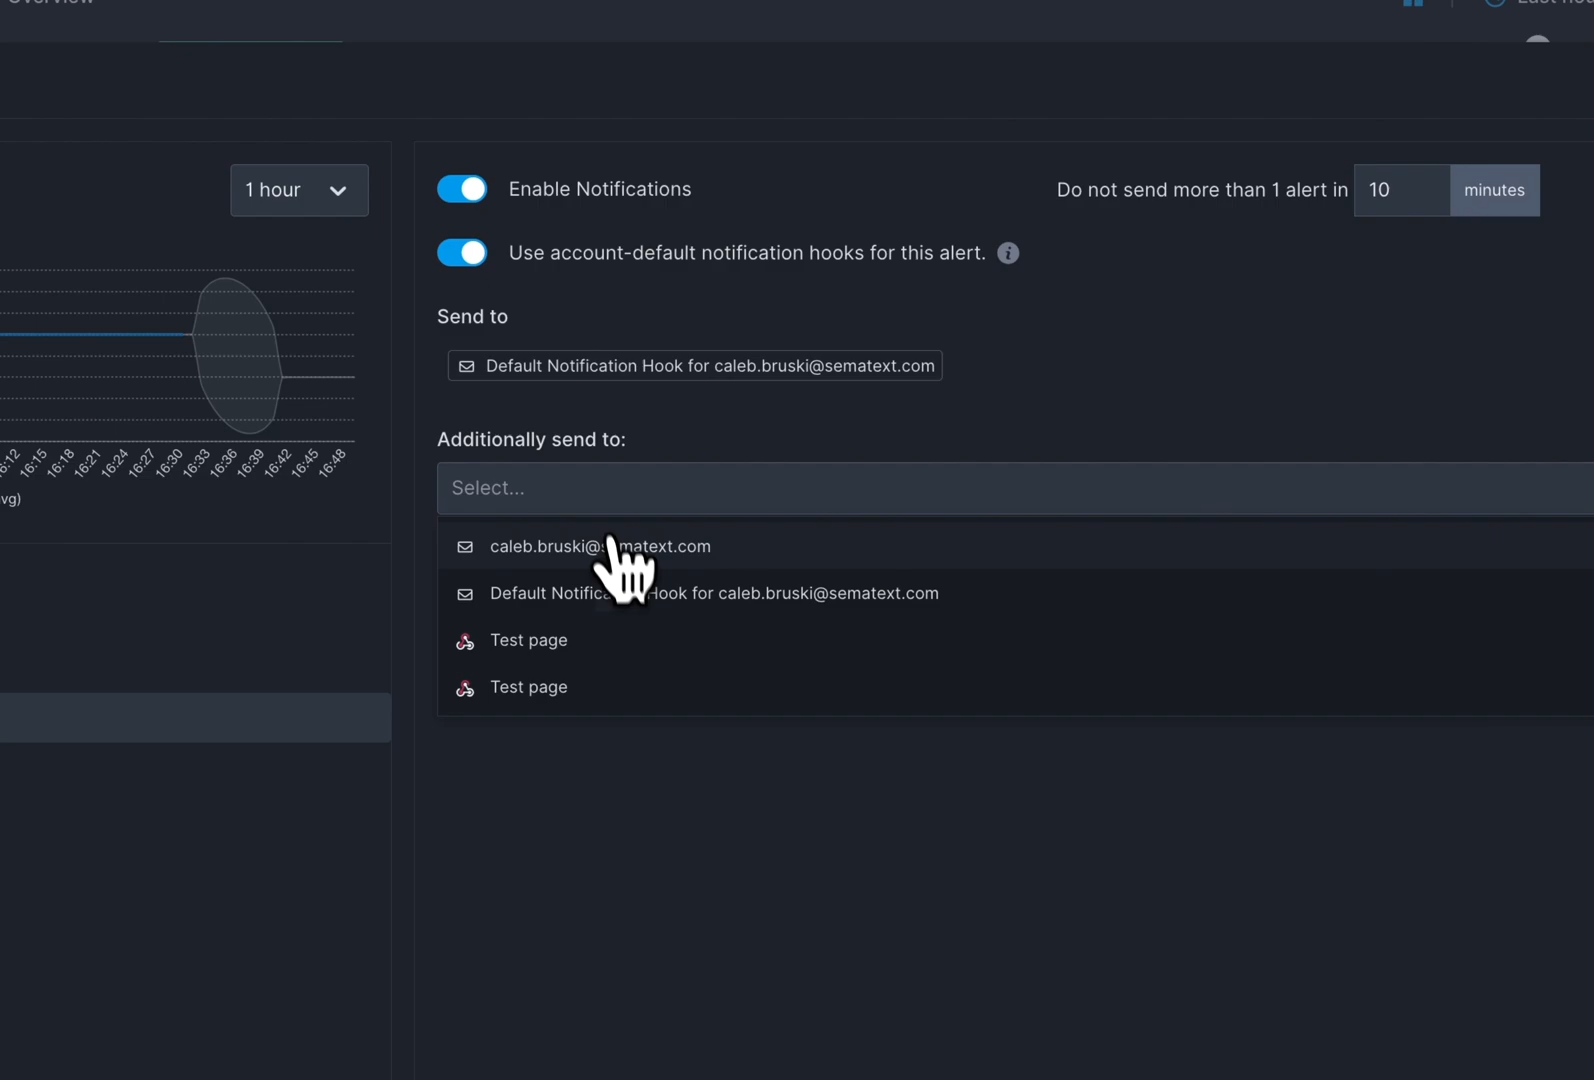 Overview
1 hour
16:15
16:18
16:21
16:24
16:27
16:30
16:33
16:36
16:39
16:42
16:45
16:48
vg)
Enable Notifications
Do not send more than 1 alert in 10 minutes
Use account-default notification hooks for this alert.
Send to
Default Notification Hook for caleb.bruski@sematext.com
Additionally send to:
Select...
caleb.bruski@sematext.com
Default Notification Hook for caleb.bruski@sematext.com
Test page
Test page